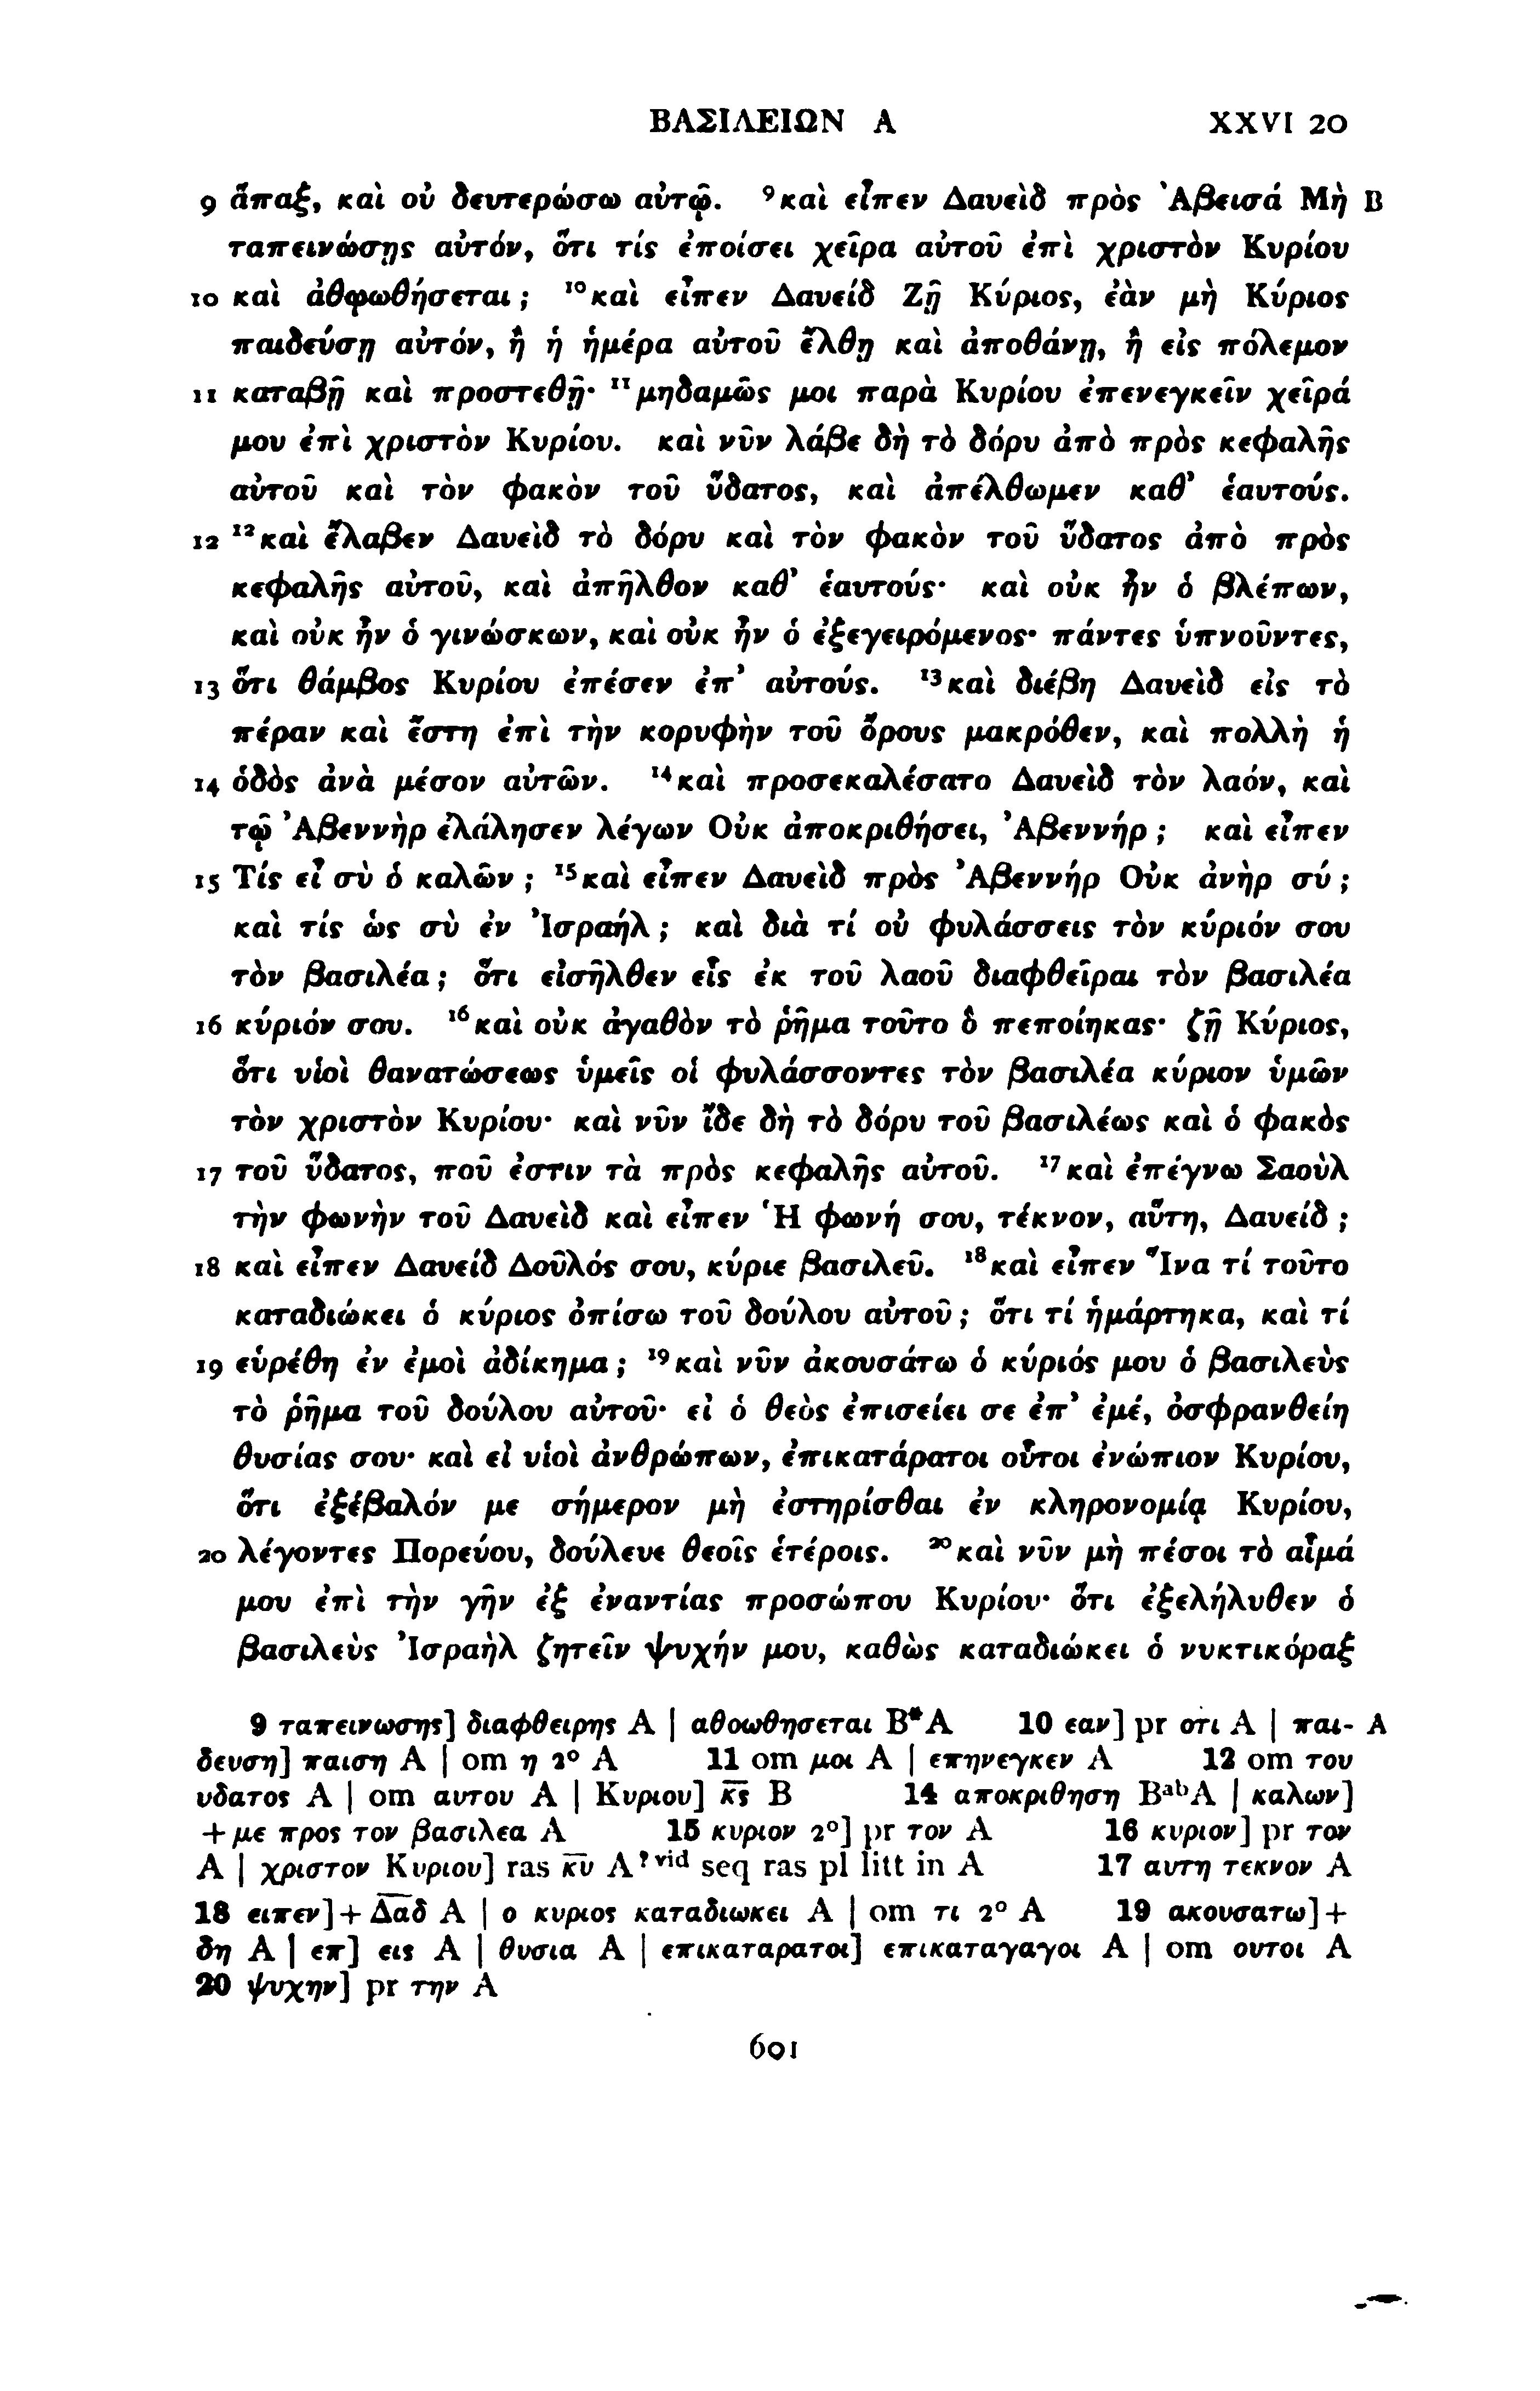 ΒΑΣΙΛΕΙΩΝ Α XXVI 20
9 ἅπαξ, καὶ οὐ δευτερώσω αὐτῷ. ⁹καὶ εἶπεν Δαυεὶδ πρὸς Ἀβεισά Μὴ B
ταπεινώσῃς αὐτόν, ὅτι τίς ἐποίσει χεῖρα αὐτοῦ ἐπὶ χριστὸν Κυρίου
10 καὶ ἀθῳωθήσεται; ¹⁰καὶ εἶπεν Δαυείδ Ζῇ Κύριος, ἐὰν μὴ Κύριος
παιδεύσῃ αὐτόν, ἢ ἡ ἡμέρα αὐτοῦ ἔλθῃ καὶ ἀποθάνῃ, ἢ εἰς πόλεμον
11 καταβῇ καὶ προστεθῇ· ¹¹μηδαμῶς μοι παρὰ Κυρίου ἐπενεγκεῖν χεῖρά
μου ἐπὶ χριστὸν Κυρίου. καὶ νῦν λάβε δὴ τὸ δόρυ ἀπὸ πρὸς κεφαλῆς
αὐτοῦ καὶ τὸν φακὸν τοῦ ὕδατος, καὶ ἀπέλθωμεν καθ᾽ ἑαυτούς.
12 ¹²καὶ ἔλαβεν Δαυεὶδ τὸ δόρυ καὶ τὸν φακὸν τοῦ ὕδατος ἀπὸ πρὸς
κεφαλῆς αὐτοῦ, καὶ ἀπῆλθον καθ᾽ ἑαυτούς· καὶ οὐκ ἦν ὁ βλέπων,
καὶ οὐκ ἦν ὁ γινώσκων, καὶ οὐκ ἦν ὁ ἐξεγειρόμενος· πάντες ὑπνοῦντες,
13 ὅτι θάμβος Κυρίου ἐπέσεν ἐπ᾽ αὐτούς. ¹³καὶ διέβη Δαυεὶδ εἰς τὸ
πέραν καὶ ἔστη ἐπὶ τὴν κορυφὴν τοῦ ὄρους μακρόθεν, καὶ πολλὴ ἡ
14 ὁδὸς ἀνὰ μέσον αὐτῶν. ¹⁴καὶ προσεκαλέσατο Δαυεὶδ τὸν λαόν, καὶ
τῷ Ἀβεννὴρ ἐλάλησεν λέγων Οὐκ ἀποκριθήσει, Ἀβεννήρ; καὶ εἶπεν
15 Τίς εἶ σὺ ὁ καλῶν; ¹⁵καὶ εἶπεν Δαυεὶδ πρὸς Ἀβεννήρ Οὐκ ἀνὴρ σύ;
καὶ τίς ὡς σὺ ἐν Ἰσραήλ; καὶ διὰ τί οὐ φυλάσσεις τὸν κύριόν σου
τὸν βασιλέα; ὅτι εἰσῆλθεν εἷς ἐκ τοῦ λαοῦ διαφθεῖραι τὸν βασιλέα
16 κύριόν σου. ¹⁶καὶ οὐκ ἀγαθὸν τὸ ῥῆμα τοῦτο ὃ πεποίηκας· ζῇ Κύριος,
ὅτι υἱοὶ θανατώσεως ὑμεῖς οἱ φυλάσσοντες τὸν βασιλέα κύριον ὑμῶν
τὸν χριστὸν Κυρίου· καὶ νῦν ἴδε δὴ τὸ δόρυ τοῦ βασιλέως καὶ ὁ φακὸς
17 τοῦ ὕδατος, ποῦ ἐστιν τὰ πρὸς κεφαλῆς αὐτοῦ. ¹⁷καὶ ἐπέγνω Σαοὺλ
τὴν φωνὴν τοῦ Δαυεὶδ καὶ εἶπεν Ἡ φωνή σου, τέκνον, αὕτη, Δαυείδ;
18 καὶ εἶπεν Δαυείδ Δοῦλός σου, κύριε βασιλεῦ. ¹⁸καὶ εἶπεν Ἵνα τί τοῦτο
καταδιώκει ὁ κύριος ὀπίσω τοῦ δούλου αὐτοῦ; ὅτι τί ἡμάρτηκα, καὶ τί
19 εὑρέθη ἐν ἐμοὶ ἀδίκημα; ¹⁹καὶ νῦν ἀκουσάτω ὁ κύριός μου ὁ βασιλεὺς
τὸ ῥῆμα τοῦ δούλου αὐτοῦ· εἰ ὁ θεὸς ἐπισείει σε ἐπ᾽ ἐμέ, ὀσφρανθείη
θυσίας σου· καὶ εἰ υἱοὶ ἀνθρώπων, ἐπικατάρατοι οὗτοι ἐνώπιον Κυρίου,
ὅτι ἐξέβαλόν με σήμερον μὴ ἐστηρίσθαι ἐν κληρονομίᾳ Κυρίου,
20 λέγοντες Πορεύου, δούλευε θεοῖς ἑτέροις. ²⁰καὶ νῦν μὴ πέσοι τὸ αἷμά
μου ἐπὶ τὴν γῆν ἐξ ἐναντίας προσώπου Κυρίου· ὅτι ἐξελήλυθεν ὁ
βασιλεὺς Ἰσραὴλ ζητεῖν ψυχήν μου, καθὼς καταδιώκει ὁ νυκτικόραξ
9 ταπεινωσης] διαφθειρης A | αθοωθησεται B*A 10 εαν] pr οτι A | παι- A
δευση] παιση A | om η 2° A 11 om μοι A | επηνεγκεν A 12 om του
υδατος A | om αυτου A | Κυριου] κ̅ς̅ B 14 αποκριθηση BᵃᵇA | καλων]
+ με προς τον βασιλεα A 15 κυριον 2°] pr τον A 16 κυριον] pr τον
A | χριστον Κυριου] ras κ̅υ̅ A?ᵛⁱᵈ seq ras pl litt in A 17 αυτη τεκνον A
18 ειπεν]+ Δ̅α̅δ̅ A | ο κυριος καταδιωκει A | om τι 2° A 19 ακουσατω]+
δη A | επ] εις A | θυσια A | επικαταρατοι] επικαταγαγοι A | om ουτοι A
20 ψυχην] pr την A
601